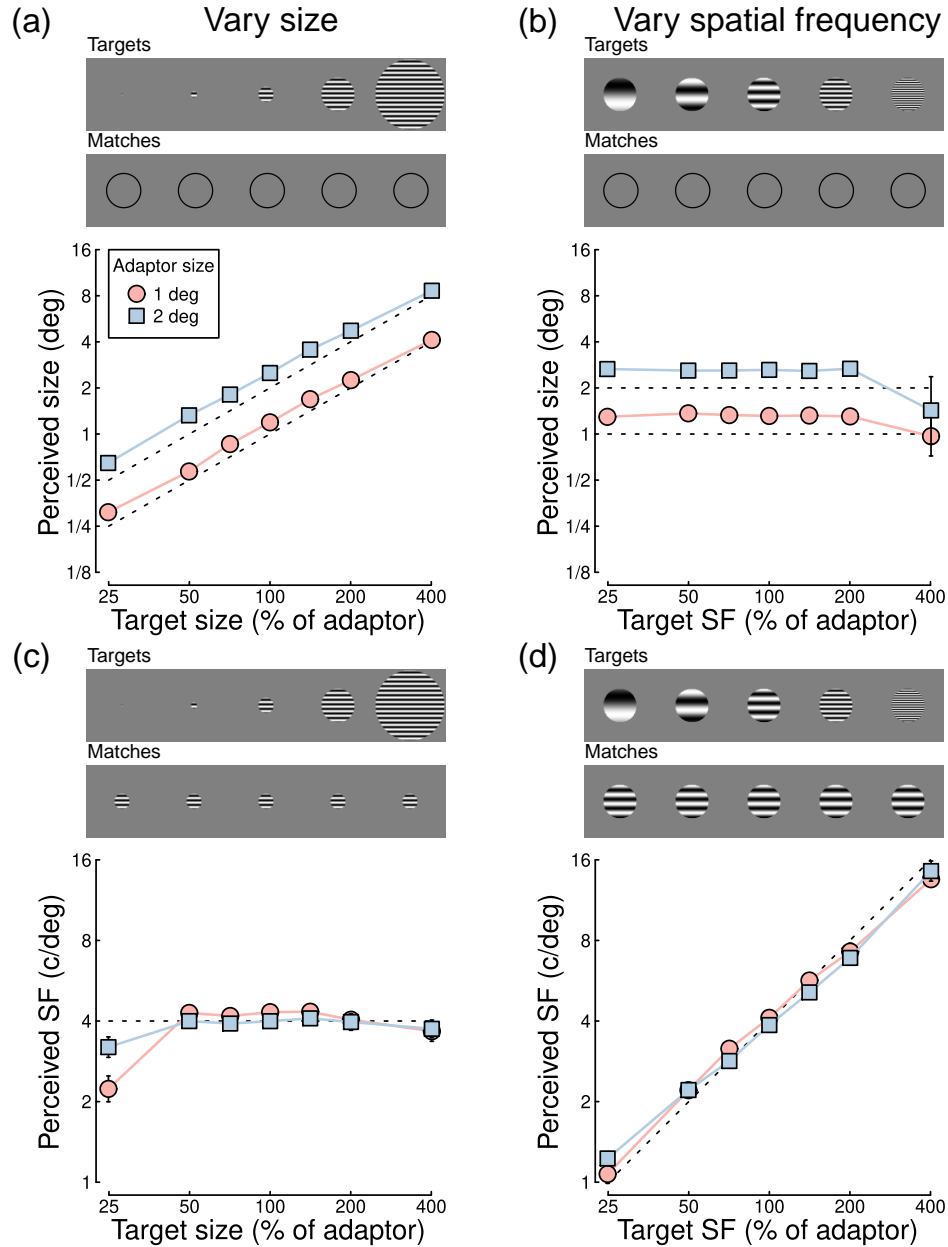 (a) Vary size
Targets
Matches
16
8
4
2
1
1/2
1/4
1/8
Perceived size (deg)
Adaptor size
1 deg
2 deg
25 50 100 200 400
Target size (% of adaptor)
(b) Vary spatial frequency
Targets
Matches
16
8
4
2
1
1/2
1/4
1/8
Perceived size (deg)
25 50 100 200 400
Target SF (% of adaptor)
(c)
Targets
Matches
16
8
4
2
1
Perceived SF (c/deg)
25 50 100 200 400
Target size (% of adaptor)
(d)
Targets
Matches
16
8
4
2
1
Perceived SF (c/deg)
25 50 100 200 400
Target SF (% of adaptor)